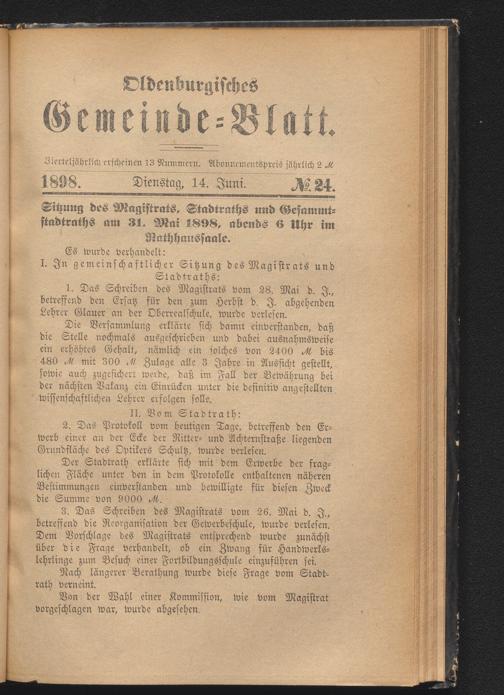 Oldenburgisches
Gemeinde=Blatt.
Vierteljährlich erscheinen 13 Nummern. Abonnementspreis jährlich 2 ℳ
1898. Dienstag, 14. Juni. № 24.
Sitzung des Magistrats, Stadtraths und Gesammt-
stadtraths am 31. Mai 1898, abends 6 Uhr im
Rathhaussaale.
Es wurde verhandelt:
I. In gemeinschaftlicher Sitzung des Magistrats und
Stadtraths:
1. Das Schreiben des Magistrats vom 28. Mai d. J.,
betreffend den Ersatz für den zum Herbst d. J. abgehenden
Lehrer Glauer an der Oberrealschule, wurde verlesen.
Die Versammlung erklärte sich damit einverstanden, daß
die Stelle nochmals ausgeschrieben und dabei ausnahmsweise
ein erhöhtes Gehalt, nämlich ein solches von 2400 ℳ bis
480 ℳ mit 300 ℳ Zulage alle 3 Jahre in Aussicht gestellt,
sowie auch zugesichert werde, daß im Fall der Bewährung bei
der nächsten Vakanz ein Einrücken unter die definitiv angestellten
wissenschaftlichen Lehrer erfolgen solle.
II. Vom Stadtrath:
2. Das Protokoll vom heutigen Tage, betreffend den Er-
werb einer an der Ecke der Ritter- und Achternstraße liegenden
Grundfläche des Optikers Schultz, wurde verlesen.
Der Stadtrath erklärte sich mit dem Erwerbe der frag-
lichen Fläche unter den in dem Protokolle enthaltenen näheren
Bestimmungen einverstanden und bewilligte für diesen Zweck
die Summe von 9000 ℳ.
3. Das Schreiben des Magistrats vom 26. Mai d. J.,
betreffend die Reorganisation der Gewerbeschule, wurde verlesen.
Dem Vorschlage des Magistrats entsprechend wurde zunächst
über die Frage verhandelt, ob ein Zwang für Handwerks-
lehrlinge zum Besuch einer Fortbildungsschule einzuführen sei.
Nach längerer Berathung wurde diese Frage vom Stadt-
rath verneint.
Von der Wahl einer Kommission, wie vom Magistrat
vorgeschlagen war, wurde abgesehen.